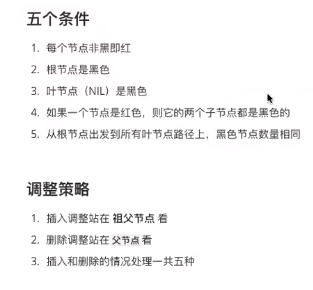 五个条件
1. 每个节点非黑即红
2. 根节点是黑色
3. 叶节点（NIL）是黑色
4. 如果一个节点是红色，则它的两个子节点都是黑色的
5. 从根节点出发到所有叶节点路径上，黑色节点数量相同
调整策略
1. 插入调整站在 祖父节点 看
2. 删除调整站在 父节点 看
3. 插入和删除的情况处理一共五种